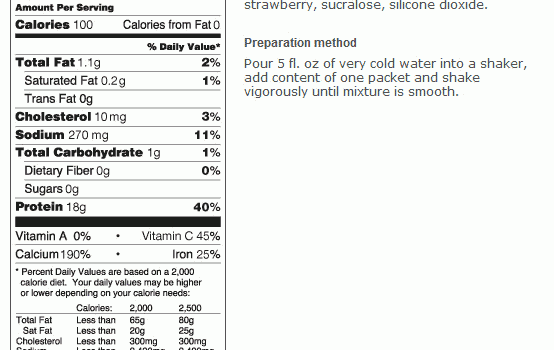 Amount Per Serving
Calories 100 Calories from Fat 0
% Daily Value*
Total Fat 1.1g 2%
Saturated Fat 0.2g 1%
Trans Fat 0g
Cholesterol 10mg 3%
Sodium 270 mg 11%
Total Carbohydrate 1g 1%
Dietary Fiber 0g 0%
Sugars 0g
Protein 18g 40%
Vitamin A 0% • Vitamin C 45%
Calcium 190% • Iron 25%
* Percent Daily Values are based on a 2,000
calorie diet. Your daily values may be higher
or lower depending on your calorie needs:
Calories: 2,000 2,500
Total Fat Less than 65g 80g
Sat Fat Less than 20g 25g
Cholesterol Less than 300mg 300mg
strawberry, sucralose, silicone dioxide.
Preparation method
Pour 5 fl. oz of very cold water into a shaker,
add content of one packet and shake
vigorously until mixture is smooth.